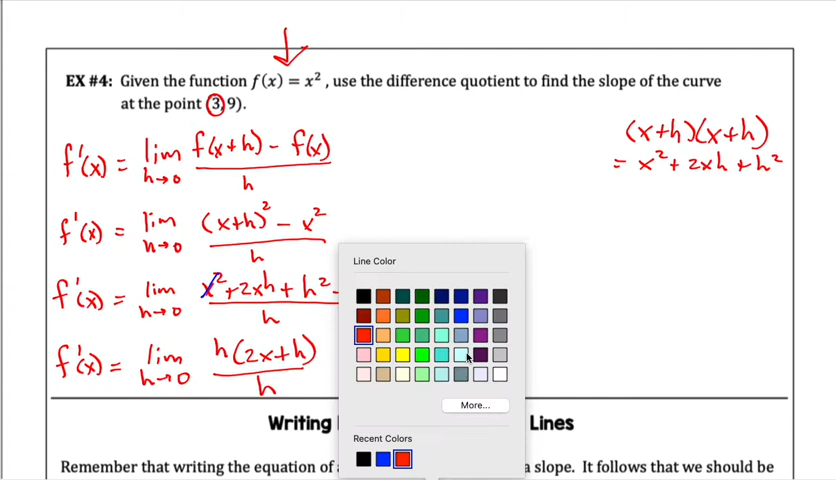 EX #4: Given the function f(x) = x², use the difference quotient to find the slope of the curve
at the point (3,9).
(x+h)(x+h)
= x² + 2xh + h²
f'(x) = lim h→0 f(x+h) - f(x) / h
f'(x) = lim h→0 (x+h)² - x² / h
f'(x) = lim h→0 x² + 2xh + h² - / h
f'(x) = lim h→0 h(2x+h) / h
Line Color
More...
Recent Colors
Writing Lines
Remember that writing the equation of a slope. It follows that we should be